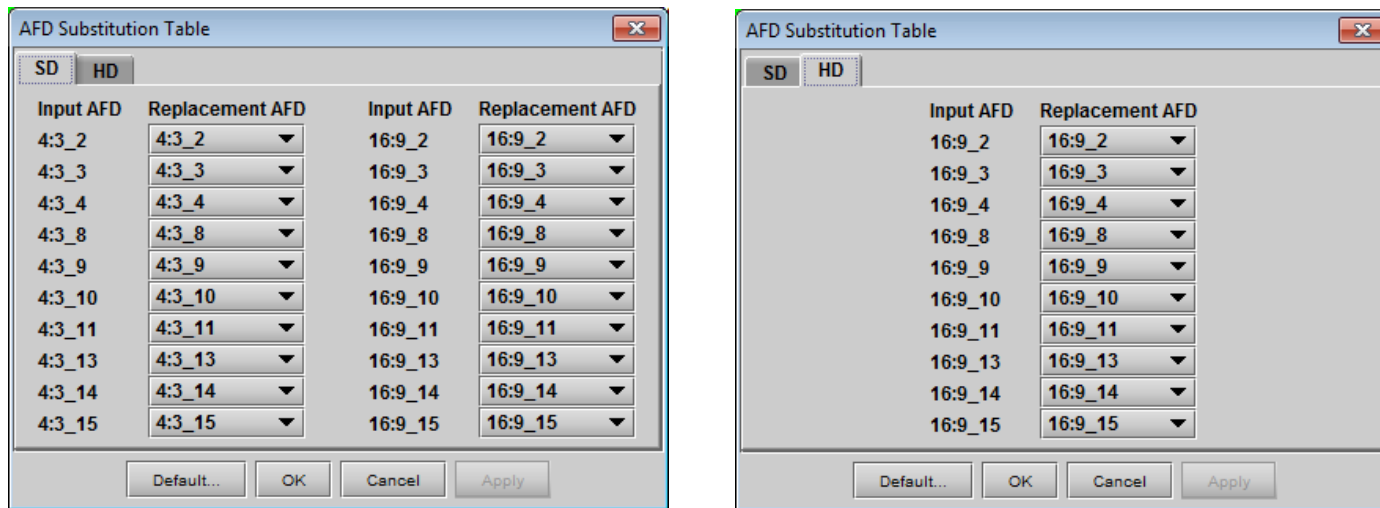 AFD Substitution Table
SD HD
Input AFD Replacement AFD Input AFD Replacement AFD
4:3_2 4:3_2 16:9_2 16:9_2
4:3_3 4:3_3 16:9_3 16:9_3
4:3_4 4:3_4 16:9_4 16:9_4
4:3_8 4:3_8 16:9_8 16:9_8
4:3_9 4:3_9 16:9_9 16:9_9
4:3_10 4:3_10 16:9_10 16:9_10
4:3_11 4:3_11 16:9_11 16:9_11
4:3_13 4:3_13 16:9_13 16:9_13
4:3_14 4:3_14 16:9_14 16:9_14
4:3_15 4:3_15 16:9_15 16:9_15
Default... OK Cancel Apply
AFD Substitution Table
SD HD
Input AFD Replacement AFD
16:9_2 16:9_2
16:9_3 16:9_3
16:9_4 16:9_4
16:9_8 16:9_8
16:9_9 16:9_9
16:9_10 16:9_10
16:9_11 16:9_11
16:9_13 16:9_13
16:9_14 16:9_14
16:9_15 16:9_15
Default... OK Cancel Apply